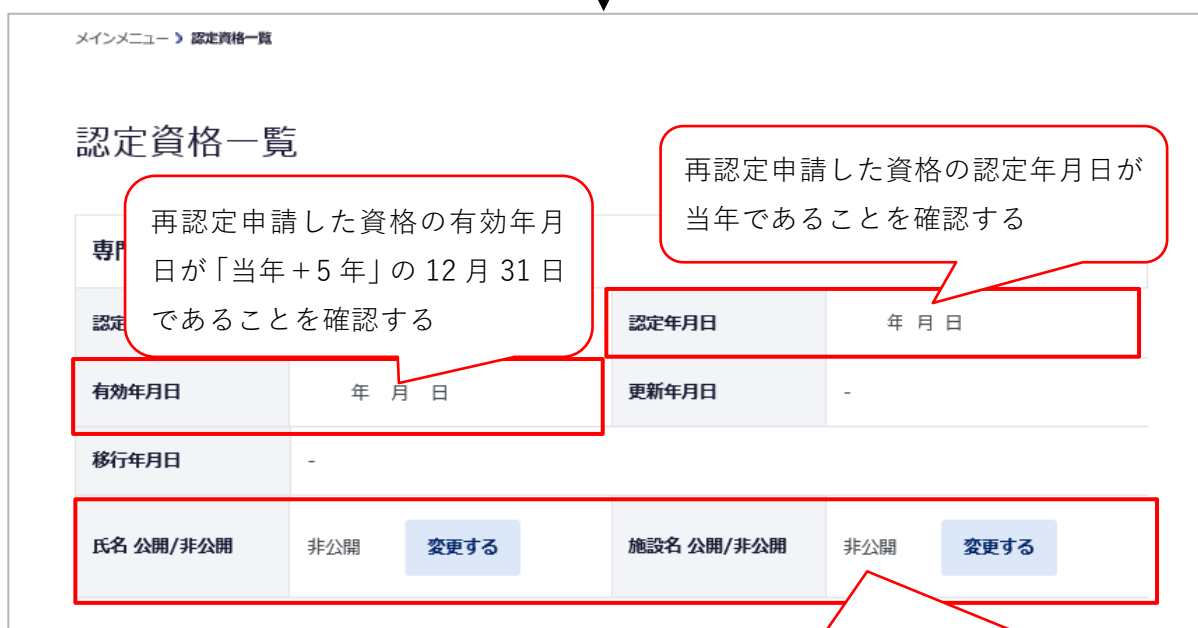 メインメニュー > 認定資格一覧
認定資格一覧
再認定申請した資格の認定年月日が
当年であることを確認する
再認定申請した資格の有効年月
日が「当年+5年」の 12 月 31 日
であることを確認する
専門
認定
認定年月日 年 月 日
有効年月日 年 月 日 更新年月日 -
移行年月日 -
氏名 公開/非公開 非公開 変更する 施設名 公開/非公開 非公開 変更する